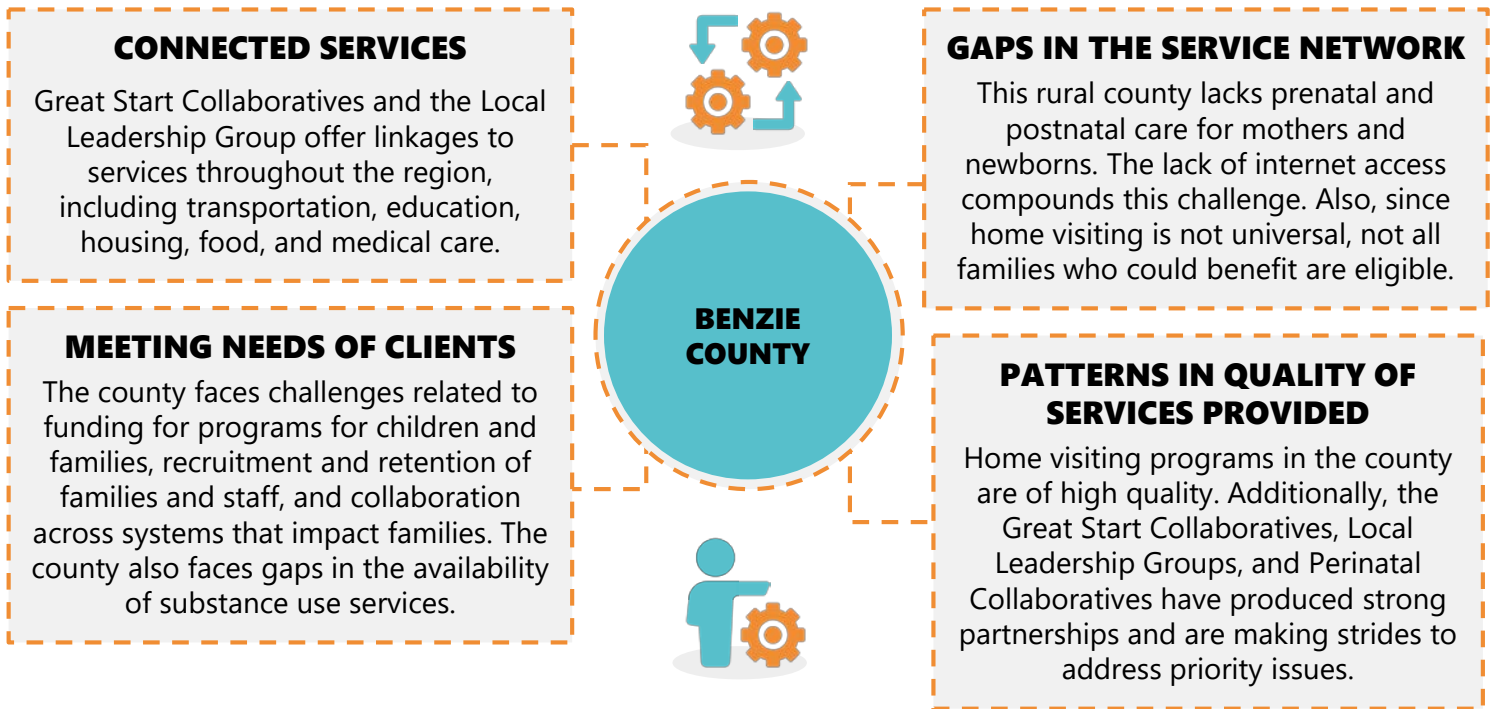 CONNECTED SERVICES
Great Start Collaboratives and the Local
Leadership Group offer linkages to
services throughout the region,
including transportation, education,
housing, food, and medical care.
MEETING NEEDS OF CLIENTS
The county faces challenges related to
funding for programs for children and
families, recruitment and retention of
families and staff, and collaboration
across systems that impact families. The
county also faces gaps in the availability
of substance use services.
BENZIE
COUNTY
GAPS IN THE SERVICE NETWORK
This rural county lacks prenatal and
postnatal care for mothers and
newborns. The lack of internet access
compounds this challenge. Also, since
home visiting is not universal, not all
families who could benefit are eligible.
PATTERNS IN QUALITY OF
SERVICES PROVIDED
Home visiting programs in the county
are of high quality. Additionally, the
Great Start Collaboratives, Local
Leadership Groups, and Perinatal
Collaboratives have produced strong
partnerships and are making strides to
address priority issues.